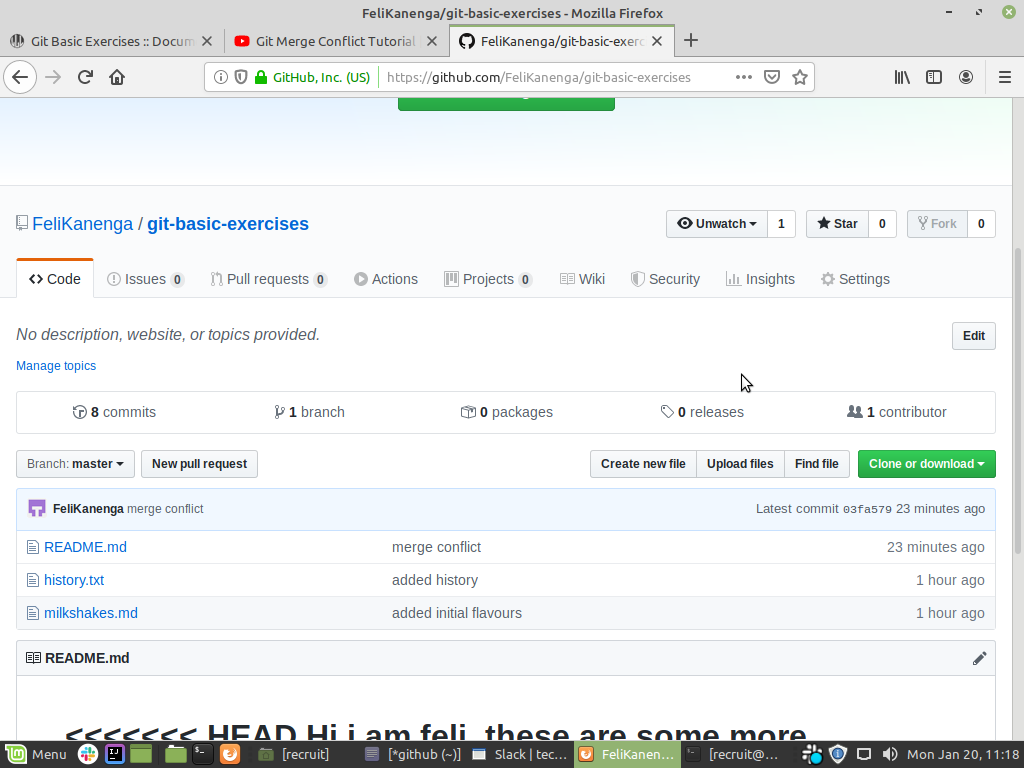 FeliKanenga/git-basic-exercises - Mozilla Firefox
Git Basic Exercises :: Docum
Git Merge Conflict Tutorial
FeliKanenga/git-basic-exerc
GitHub, Inc. (US)
https://github.com/FeliKanenga/git-basic-exercises
FeliKanenga / git-basic-exercises
Unwatch 1
Star 0
Fork 0
Code
Issues 0
Pull requests 0
Actions
Projects 0
Wiki
Security
Insights
Settings
No description, website, or topics provided.
Edit
Manage topics
8 commits
1 branch
0 packages
0 releases
1 contributor
Branch: master
New pull request
Create new file
Upload files
Find file
Clone or download
FeliKanenga merge conflict
Latest commit 03fa579 23 minutes ago
README.md merge conflict 23 minutes ago
history.txt added history 1 hour ago
milkshakes.md added initial flavours 1 hour ago
README.md
<<<<<<< HEAD Hi i am feli, these are some more
Menu
[recruit]
[*github (~)]
Slack | tec...
FeliKanen...
[recruit@...
Mon Jan 20, 11:18